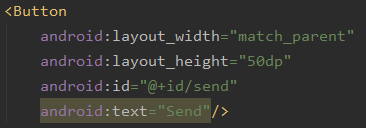 <Button
android:layout_width="match_parent"
android:layout_height="50dp"
android:id="@+id/send"
android:text="Send"/>